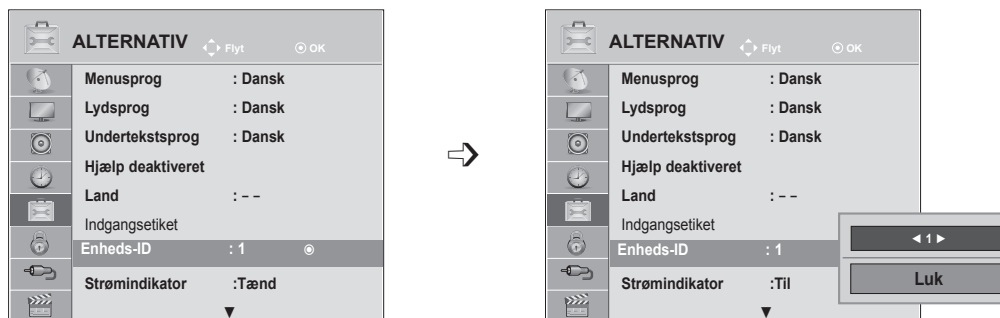 ALTERNATIV Flyt OK
Menusprog : Dansk
Lydsprog : Dansk
Undertekstsprog : Dansk
Hjælp deaktiveret
Land : – –
Indgangsetiket
Enheds-ID : 1
Strømindikator :Tænd
ALTERNATIV Flyt OK
Menusprog : Dansk
Lydsprog : Dansk
Undertekstsprog : Dansk
Hjælp deaktiveret
Land : – –
Indgangsetiket
Enheds-ID : 1
Strømindikator :Til
◄ 1 ►
Luk